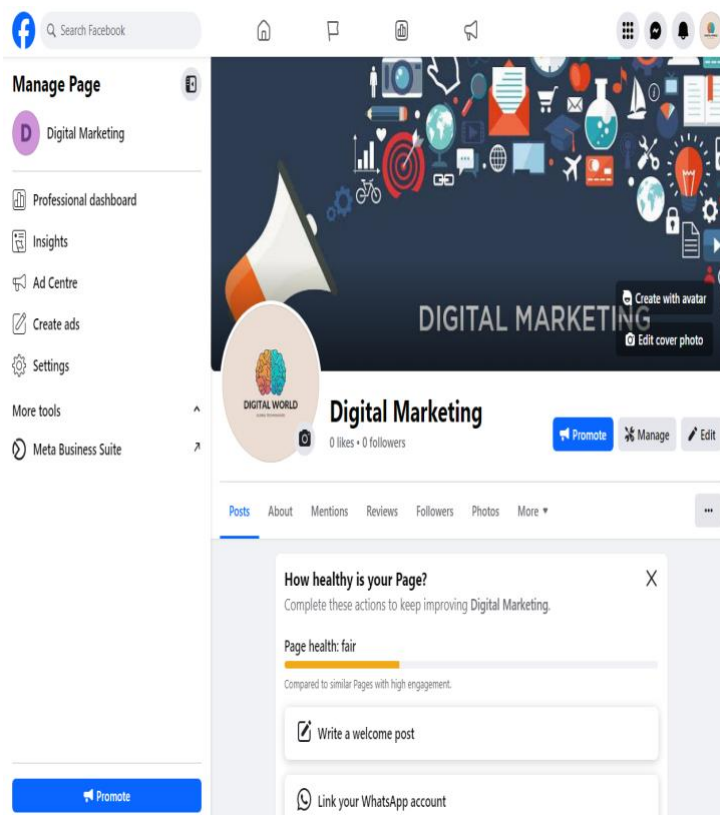 Search Facebook
Manage Page
D Digital Marketing
Professional dashboard
Insights
Ad Centre
Create ads
Settings
More tools
Meta Business Suite
Promote
DIGITAL MARKETING
Create with avatar
Edit cover photo
DIGITAL WORLD
Digital Marketing
0 likes • 0 followers
Promote
Manage
Edit
Posts About Mentions Reviews Followers Photos More
How healthy is your Page?
Complete these actions to keep improving Digital Marketing.
Page health: fair
Compared to similar Pages with high engagement.
Write a welcome post
Link your WhatsApp account